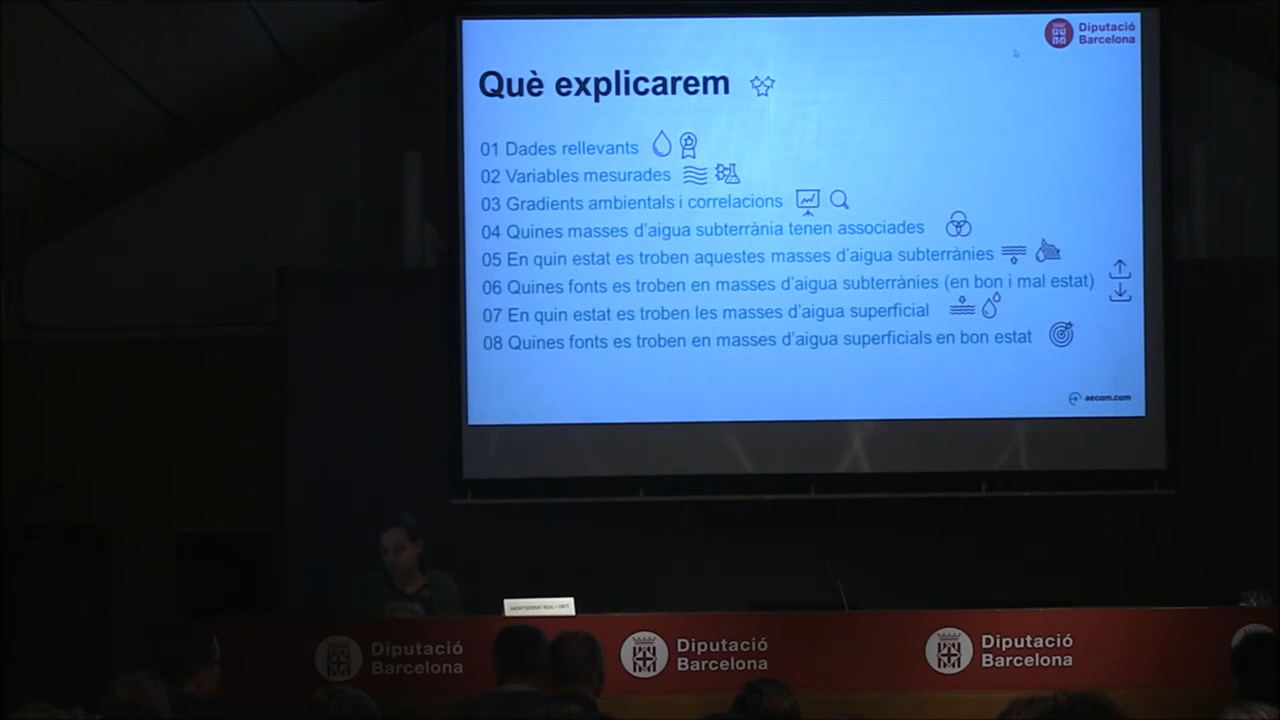 Diputació
Barcelona
Què explicarem
01 Dades rellevants
02 Variables mesurades
03 Gradients ambientals i correlacions
04 Quines masses d'aigua subterrània tenen associades
05 En quin estat es troben aquestes masses d'aigua subterrànies
06 Quines fonts es troben en masses d'aigua subterrànies (en bon i mal estat)
07 En quin estat es troben les masses d'aigua superficial
08 Quines fonts es troben en masses d'aigua superficials en bon estat
aecom.com
MONTSERRAT REAL I
Diputació
Barcelona
Diputació
Barcelona
Diputació
Barcelona